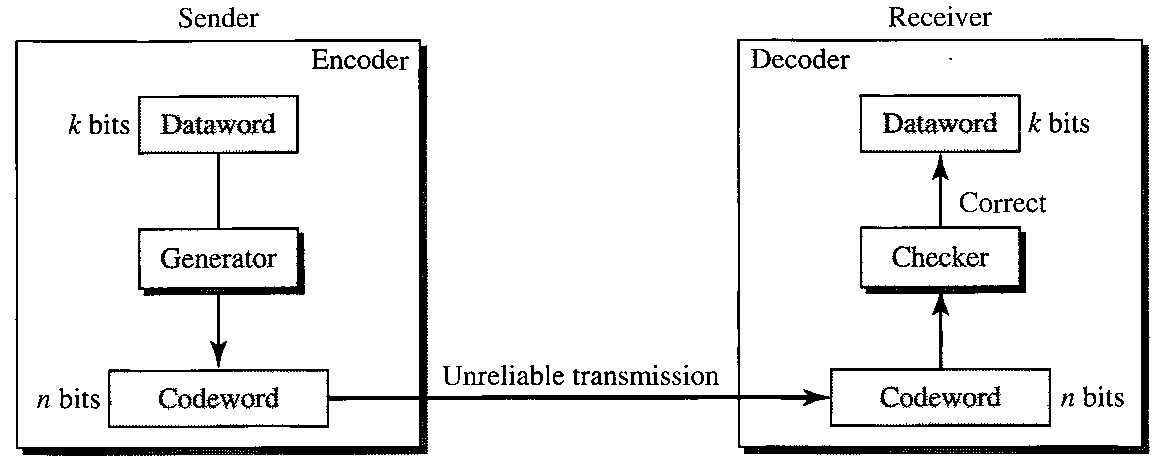 Sender
Receiver
Encoder
Decoder
k bits
Dataword
Dataword
k bits
Correct
Generator
Checker
Unreliable transmission
n bits
Codeword
Codeword
n bits